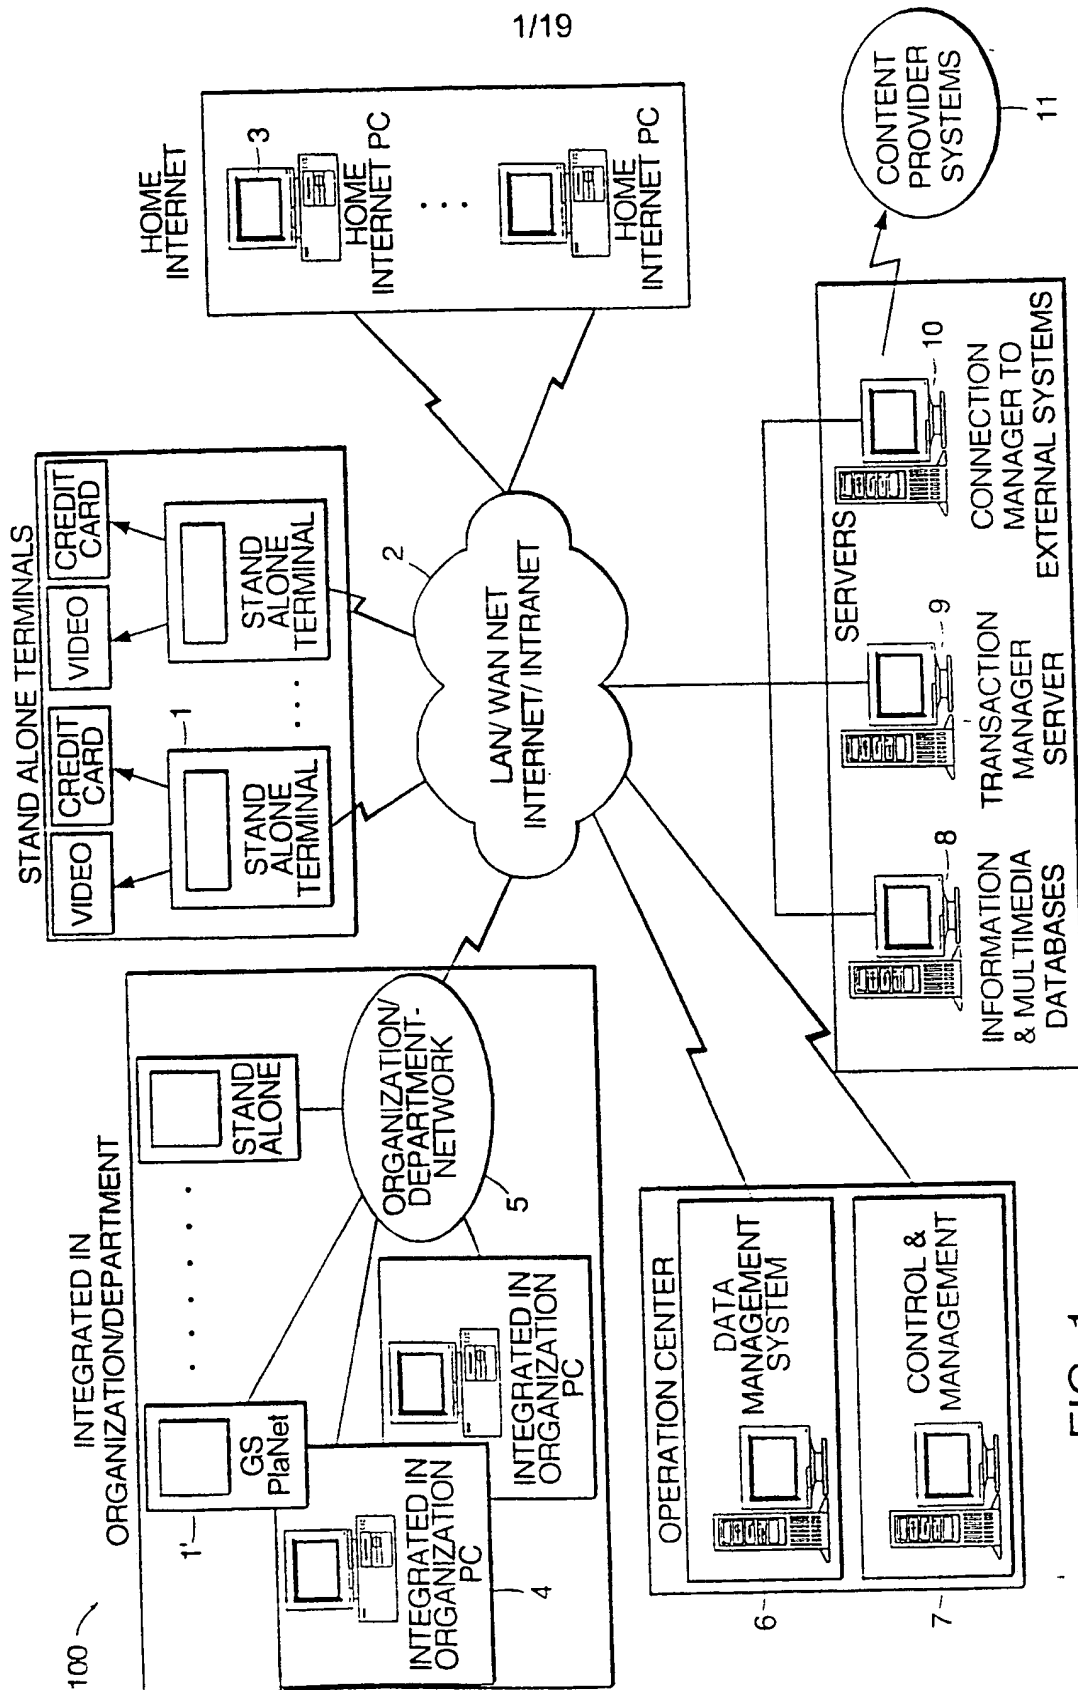 1/19
100
INTEGRATED IN
ORGANIZATION/DEPARTMENT
1'
GS
PlaNet
. . . . . .
STAND
ALONE
INTEGRATED IN
ORGANIZATION
PC
4
INTEGRATED IN
ORGANIZATION
PC
ORGANIZATION/
DEPARTMENT-
NETWORK
5
STAND ALONE TERMINALS
VIDEO
CREDIT
CARD
VIDEO
CREDIT
CARD
1
STAND
ALONE
TERMINAL
. . .
STAND
ALONE
TERMINAL
HOME
INTERNET
3
HOME
INTERNET PC
. . .
HOME
INTERNET PC
2
LAN/ WAN NET
INTERNET/ INTRANET
OPERATION CENTER
DATA
MANAGEMENT
SYSTEM
6
CONTROL &
MANAGEMENT
7
SERVERS
8
INFORMATION
& MULTIMEDIA
DATABASES
9
TRANSACTION
MANAGER
SERVER
10
CONNECTION
MANAGER TO
EXTERNAL SYSTEMS
CONTENT
PROVIDER
SYSTEMS
11